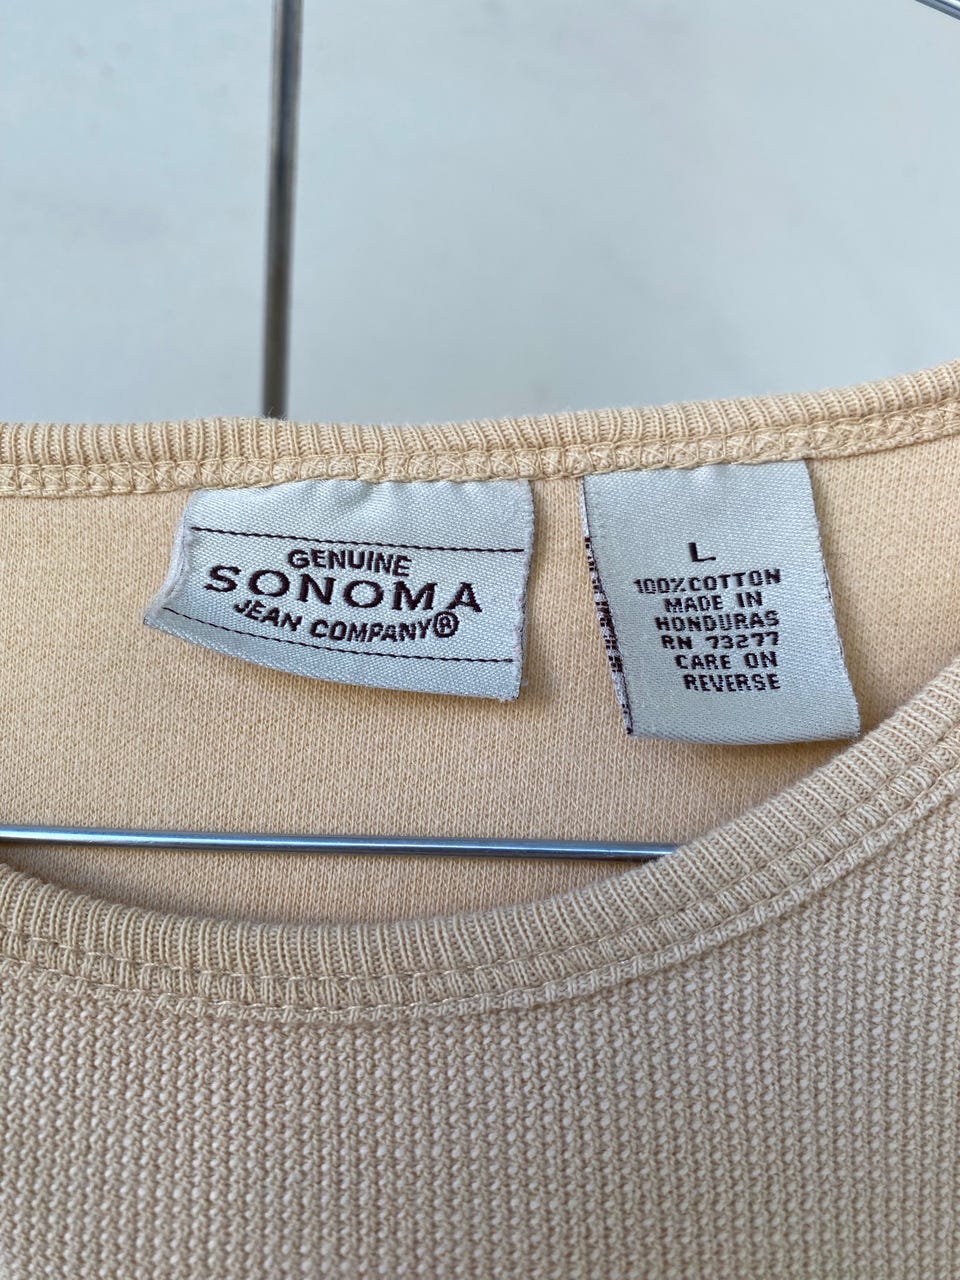 GENUINE
SONOMA
JEAN COMPANY®
L
100% COTTON
MADE IN
HONDURAS
RN 73277
CARE ON
REVERSE